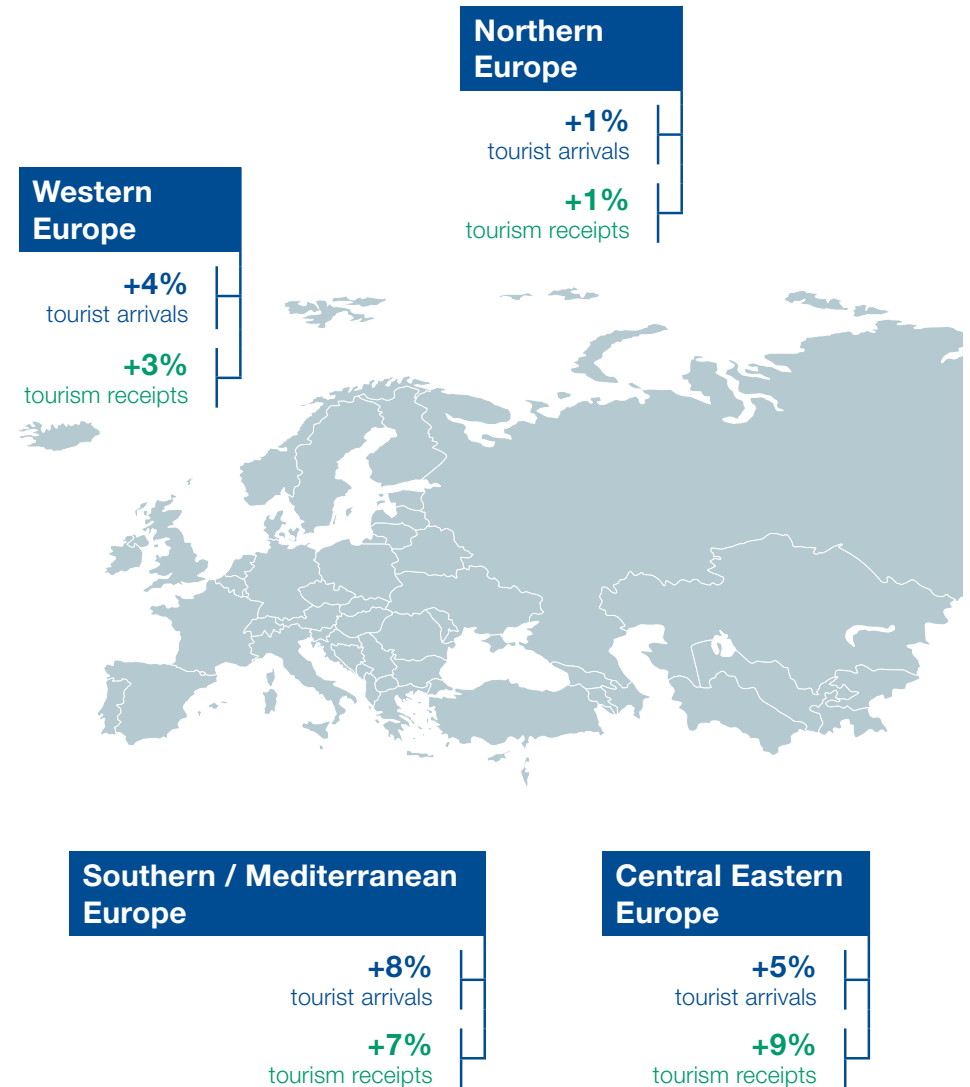 Northern
Europe
+1%
tourist arrivals
+1%
tourism receipts
Western
Europe
+4%
tourist arrivals
+3%
tourism receipts
Southern / Mediterranean
Europe
+8%
tourist arrivals
+7%
tourism receipts
Central Eastern
Europe
+5%
tourist arrivals
+9%
tourism receipts